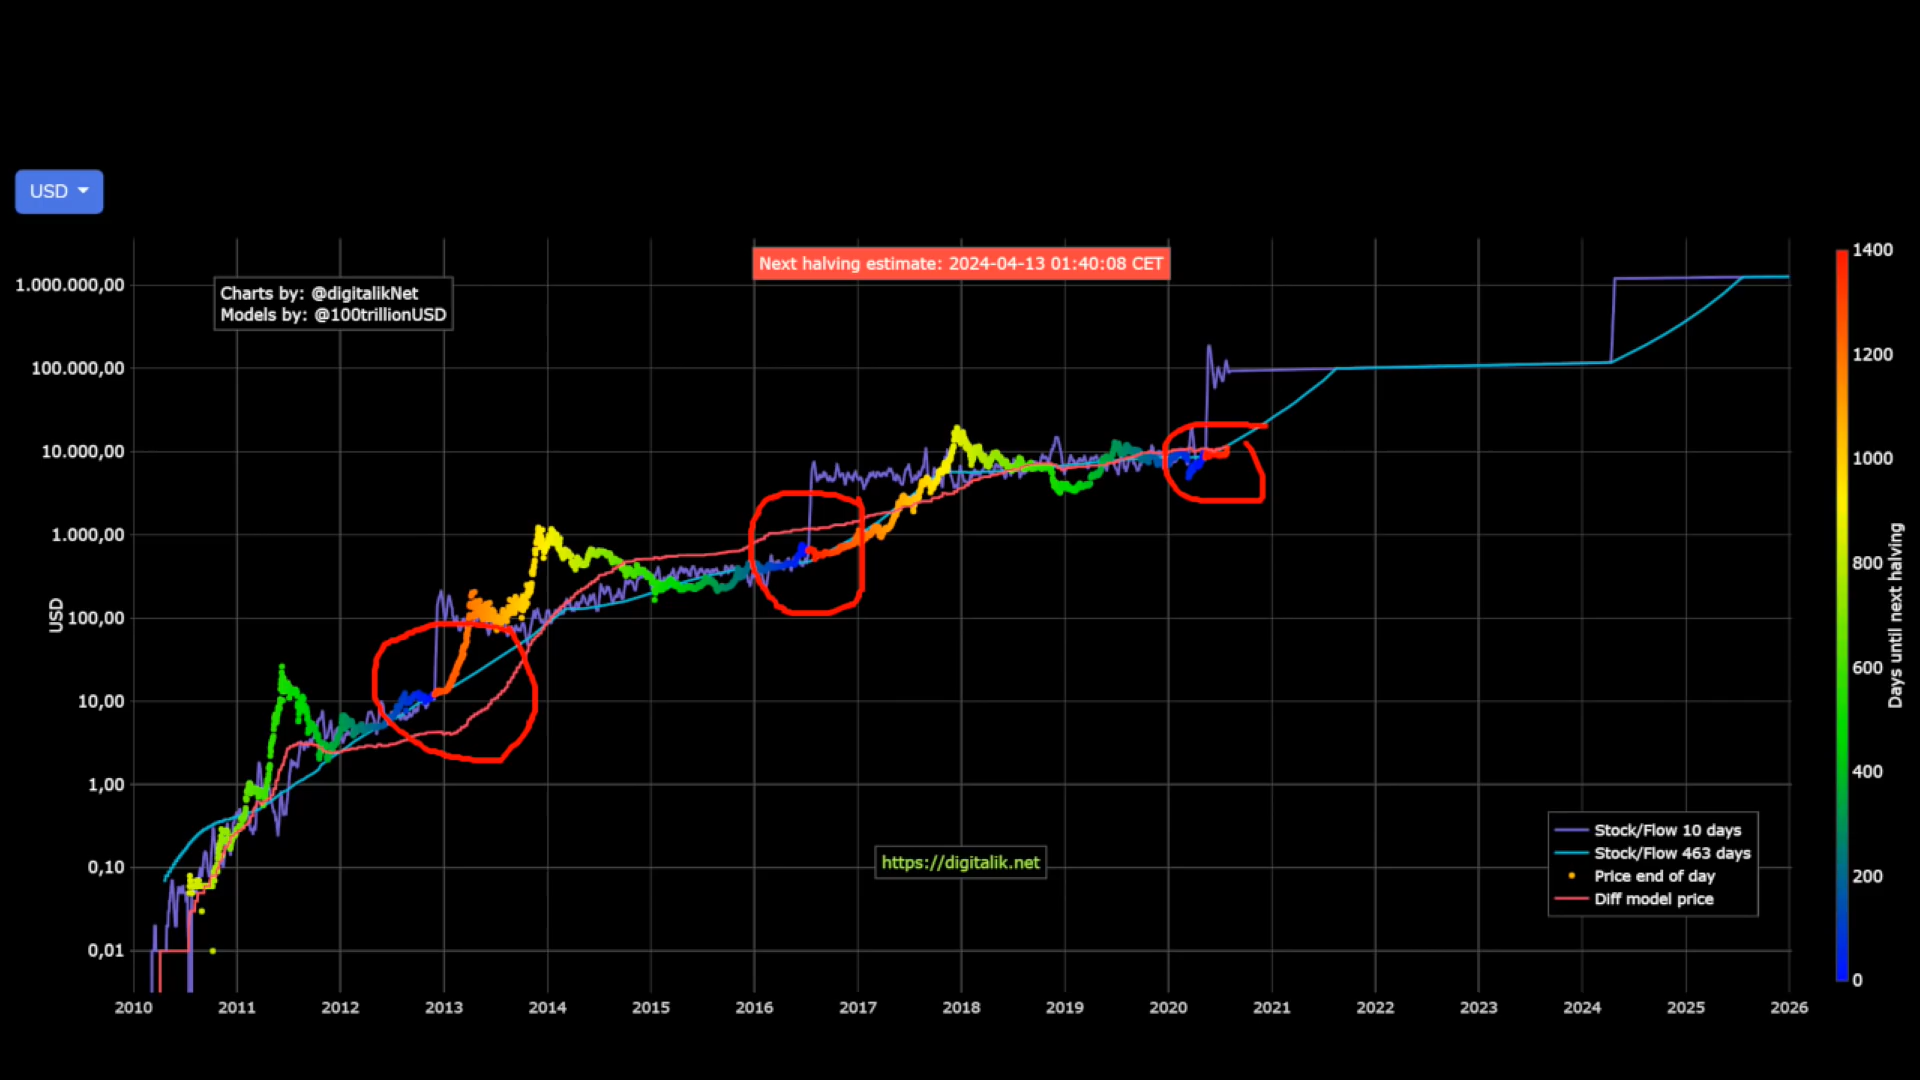 USD
Next halving estimate: 2024-04-13 01:40:08 CET
Charts by: @digitalikNet
Models by: @100trillionUSD
1.000.000,00
100.000,00
10.000,00
1.000,00
100,00
10,00
1,00
0,10
0,01
USD
2010 2011 2012 2013 2014 2015 2016 2017 2018 2019 2020 2021 2022 2023 2024 2025 2026
https://digitalik.net
Stock/Flow 10 days
Stock/Flow 463 days
Price end of day
Diff model price
1400
1200
1000
800
600
400
200
0
Days until next halving